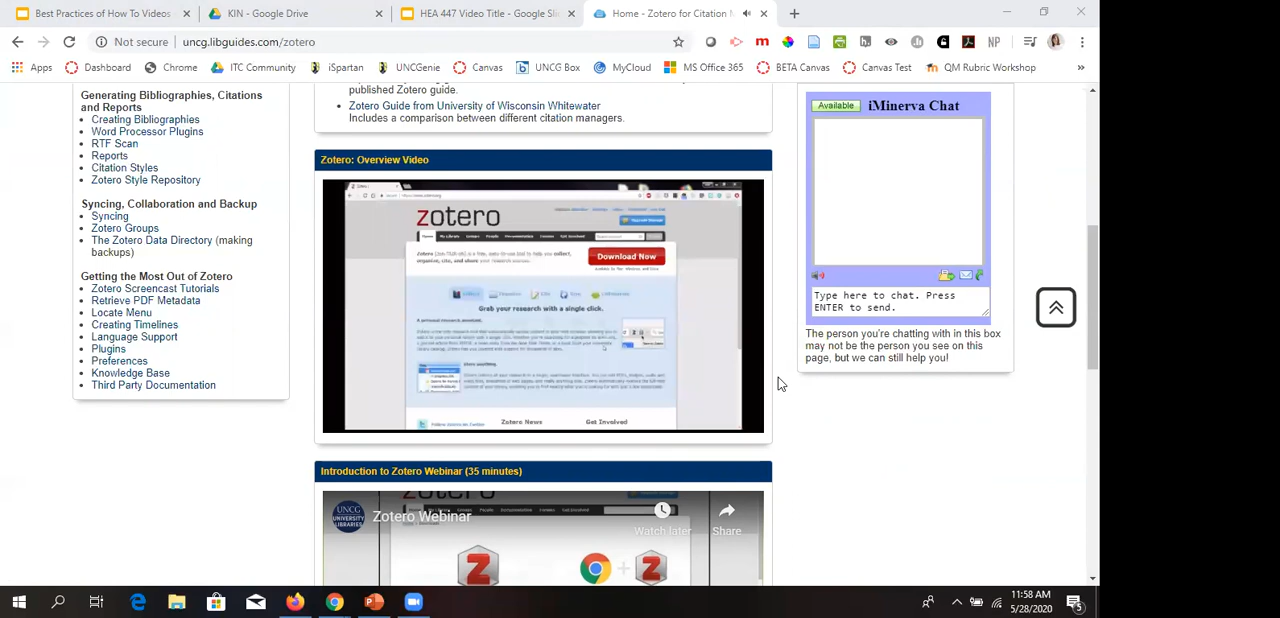 Best Practices of How To Videos
KIN - Google Drive
HEA 447 Video Title - Google Sli
Home - Zotero for Citation M
Not secure
uncg.libguides.com/zotero
Apps
Dashboard
Chrome
ITC Community
iSpartan
UNCGenie
Canvas
UNCG Box
MyCloud
MS Office 365
BETA Canvas
Canvas Test
QM Rubric Workshop
»
Generating Bibliographies, Citations
and Reports
Creating Bibliographies
Word Processor Plugins
RTF Scan
Reports
Citation Styles
Zotero Style Repository
Syncing, Collaboration and Backup
Syncing
Zotero Groups
The Zotero Data Directory (making
backups)
Getting the Most Out of Zotero
Zotero Screencast Tutorials
Retrieve PDF Metadata
Locate Menu
Creating Timelines
Language Support
Plugins
Preferences
Knowledge Base
Third Party Documentation
published Zotero guide.
Zotero Guide from University of Wisconsin Whitewater
Includes a comparison between different citation managers.
Zotero: Overview Video
zotero
Download Now
Grab your research with a single click.
A personal research assistant.
Zotero News
Get Involved
Introduction to Zotero Webinar (35 minutes)
UNCG
UNIVERSITY
LIBRARIES
Zotero Webinar
Watch later
Share
Z
+
Z
Available
iMinerva Chat
Type here to chat. Press
ENTER to send.
The person you're chatting with in this box
may not be the person you see on this
page, but we can still help you!
11:58 AM
5/28/2020
5